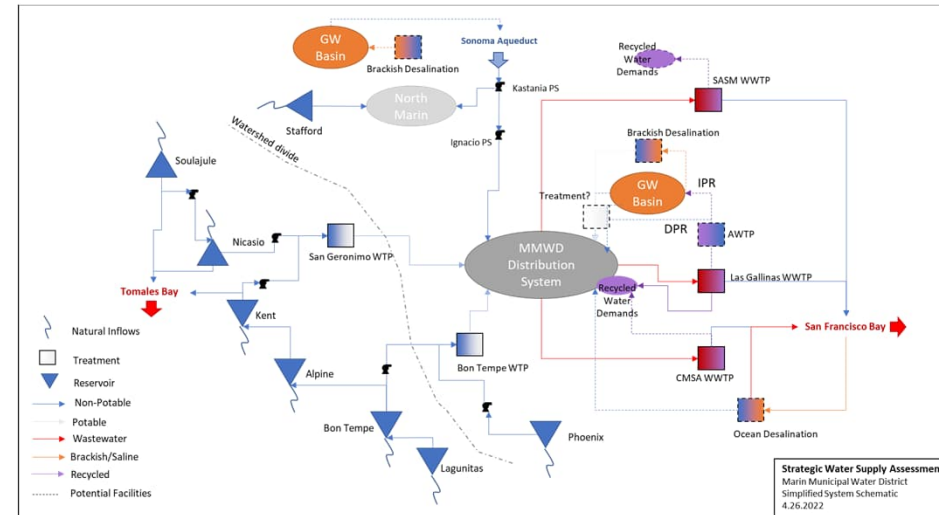 GW
Basin
Brackish Desalination
Sonoma Aqueduct
Kastania PS
North
Marin
Stafford
Ignacio PS
Watershed divide
Recycled
Water
Demands
SASM WWTP
Brackish Desalination
GW
Basin
IPR
Treatment?
DPR
AWTP
Soulajule
Nicasio
San Geronimo WTP
MMWD
Distribution
System
Recycled
Water
Demands
Las Gallinas WWTP
Tomales Bay
Kent
San Francisco Bay
Bon Tempe WTP
CMSA WWTP
Alpine
Ocean Desalination
Bon Tempe
Phoenix
Lagunitas
Natural Inflows
Treatment
Reservoir
Non-Potable
Potable
Wastewater
Brackish/Saline
Recycled
Potential Facilities
Strategic Water Supply Assessmen
Marin Municipal Water District
Simplified System Schematic
4.26.2022